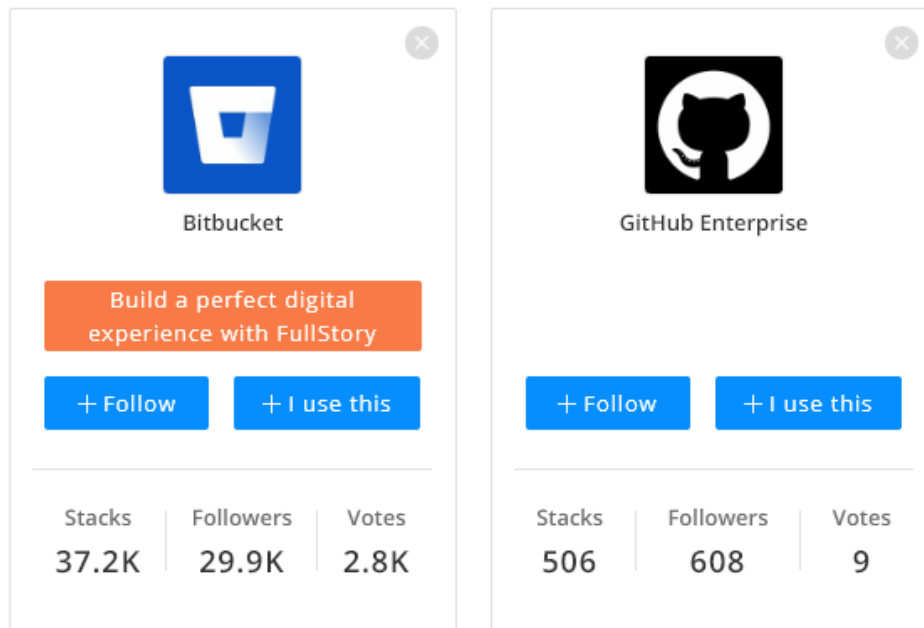 Bitbucket
Build a perfect digital
experience with FullStory
+ Follow
+ I use this
Stacks
Followers
Votes
37.2K
29.9K
2.8K
GitHub Enterprise
+ Follow
+ I use this
Stacks
Followers
Votes
506
608
9